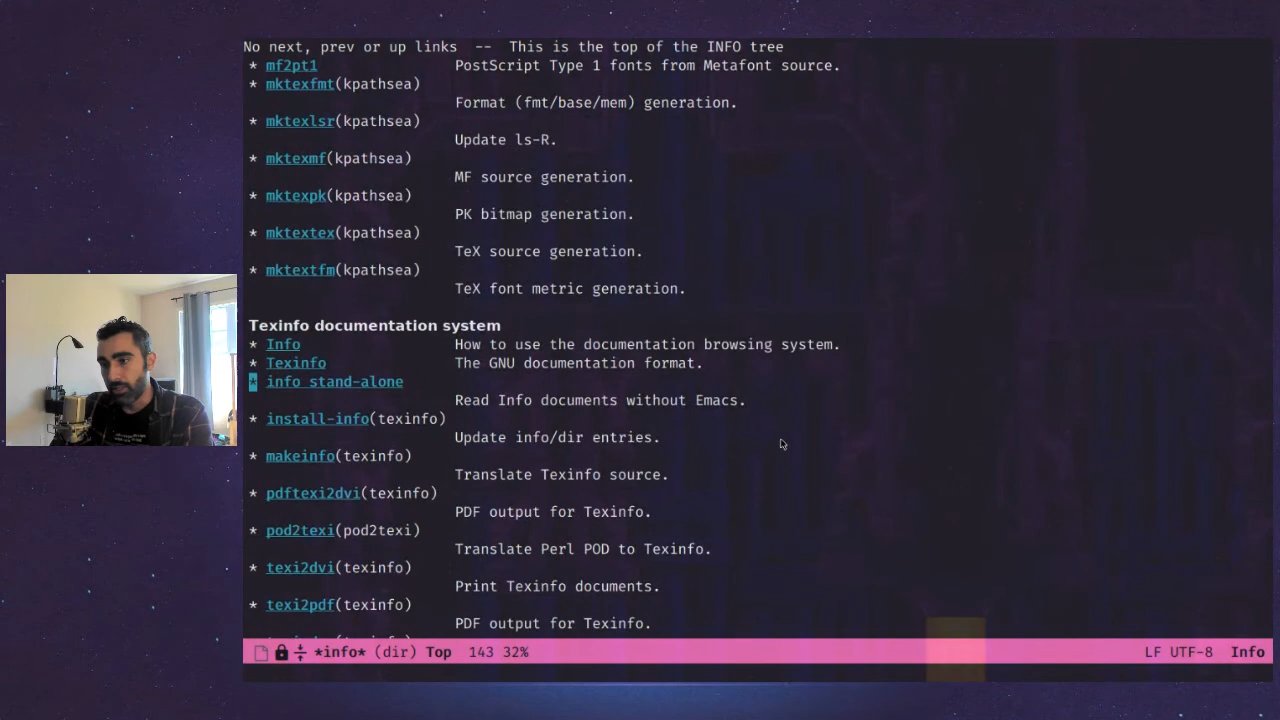 No next, prev or up links -- This is the top of the INFO tree
* mf2pt1 PostScript Type 1 fonts from Metafont source.
* mktexfmt(kpathsea)
Format (fmt/base/mem) generation.
* mktexlsr(kpathsea)
Update ls-R.
* mktexmf(kpathsea)
MF source generation.
* mktexpk(kpathsea)
PK bitmap generation.
* mktextex(kpathsea)
TeX source generation.
* mktextfm(kpathsea)
TeX font metric generation.
Texinfo documentation system
* Info How to use the documentation browsing system.
* Texinfo The GNU documentation format.
* info stand-alone
Read Info documents without Emacs.
* install-info(texinfo)
Update info/dir entries.
* makeinfo(texinfo)
Translate Texinfo source.
* pdftexi2dvi(texinfo)
PDF output for Texinfo.
* pod2texi(pod2texi)
Translate Perl POD to Texinfo.
* texi2dvi(texinfo)
Print Texinfo documents.
* texi2pdf(texinfo)
PDF output for Texinfo.
*info* (dir) Top 143 32% LF UTF-8 Info